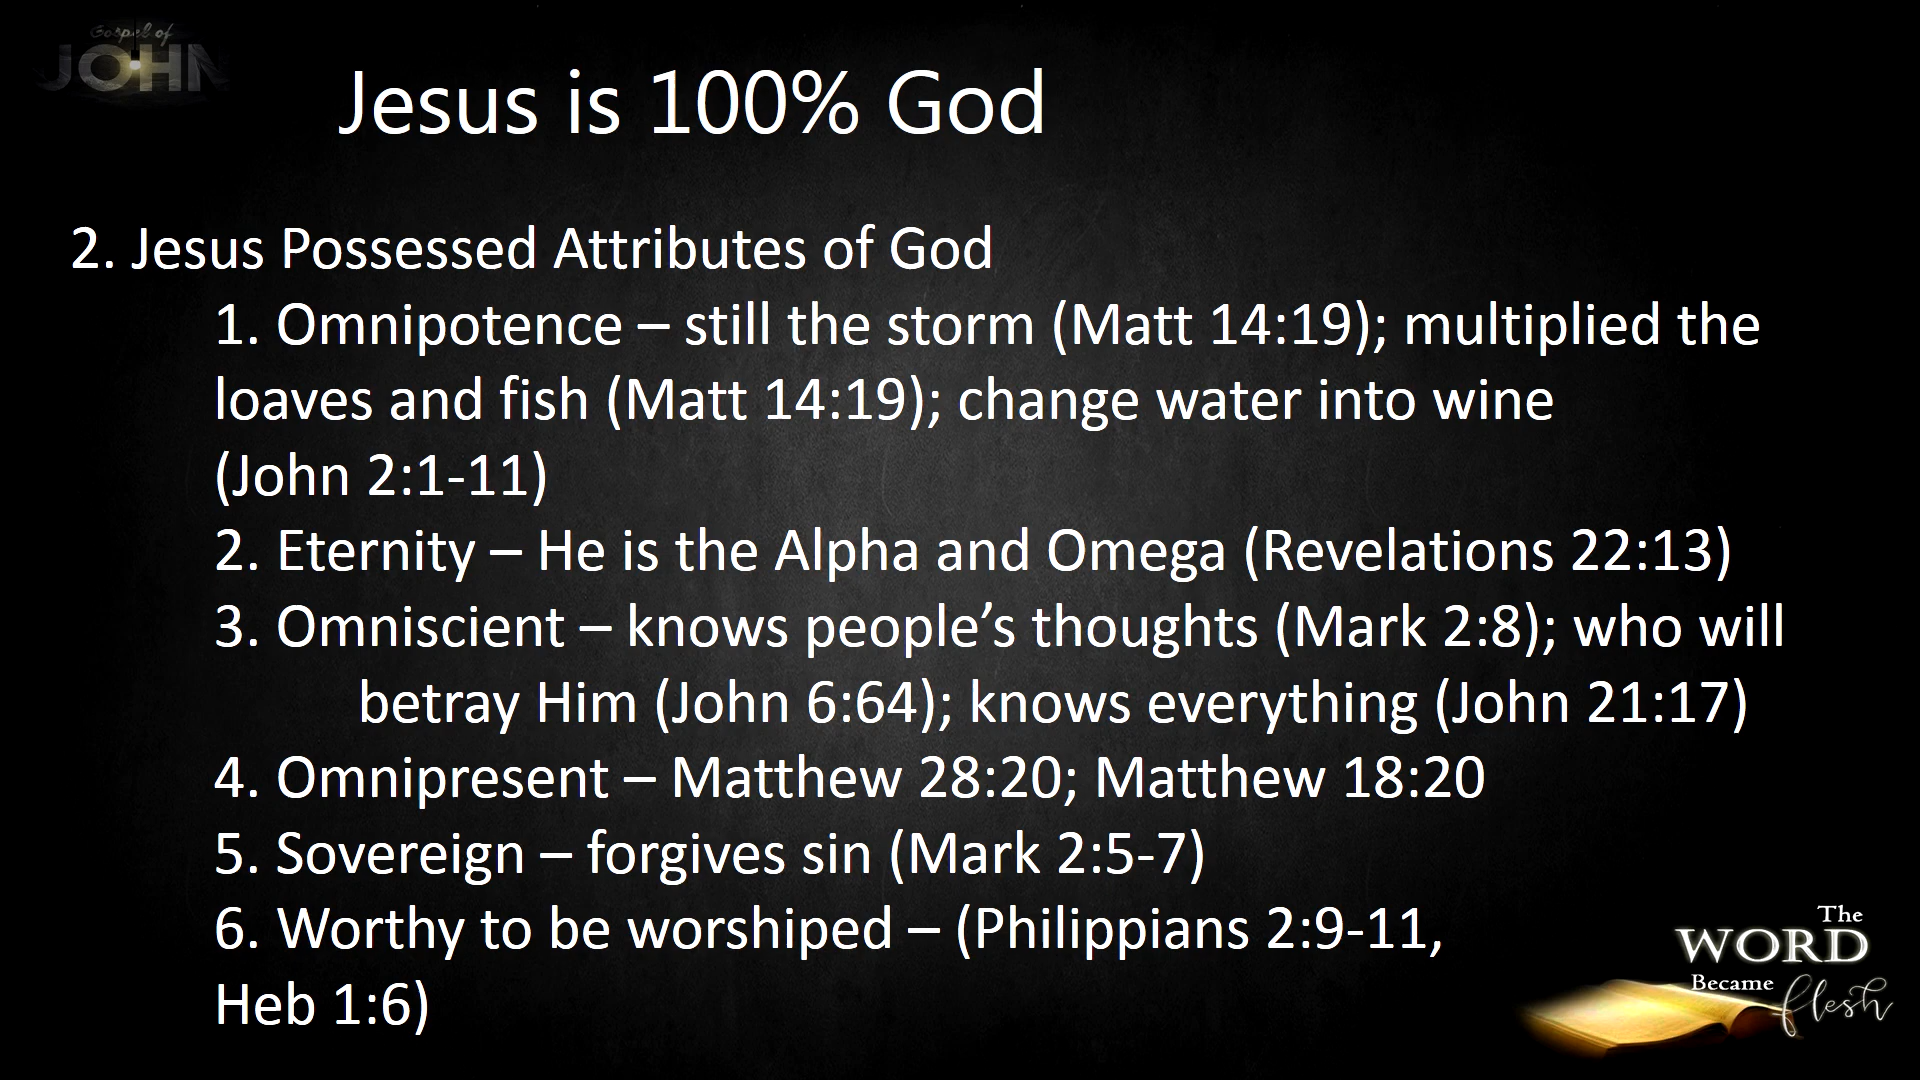 Gospel of
JOHN
Jesus is 100% God
2. Jesus Possessed Attributes of God
1. Omnipotence – still the storm (Matt 14:19); multiplied the
loaves and fish (Matt 14:19); change water into wine
(John 2:1-11)
2. Eternity – He is the Alpha and Omega (Revelations 22:13)
3. Omniscient – knows people’s thoughts (Mark 2:8); who will
betray Him (John 6:64); knows everything (John 21:17)
4. Omnipresent – Matthew 28:20; Matthew 18:20
5. Sovereign – forgives sin (Mark 2:5-7)
6. Worthy to be worshiped – (Philippians 2:9-11,
Heb 1:6)
The
WORD
Became
flesh